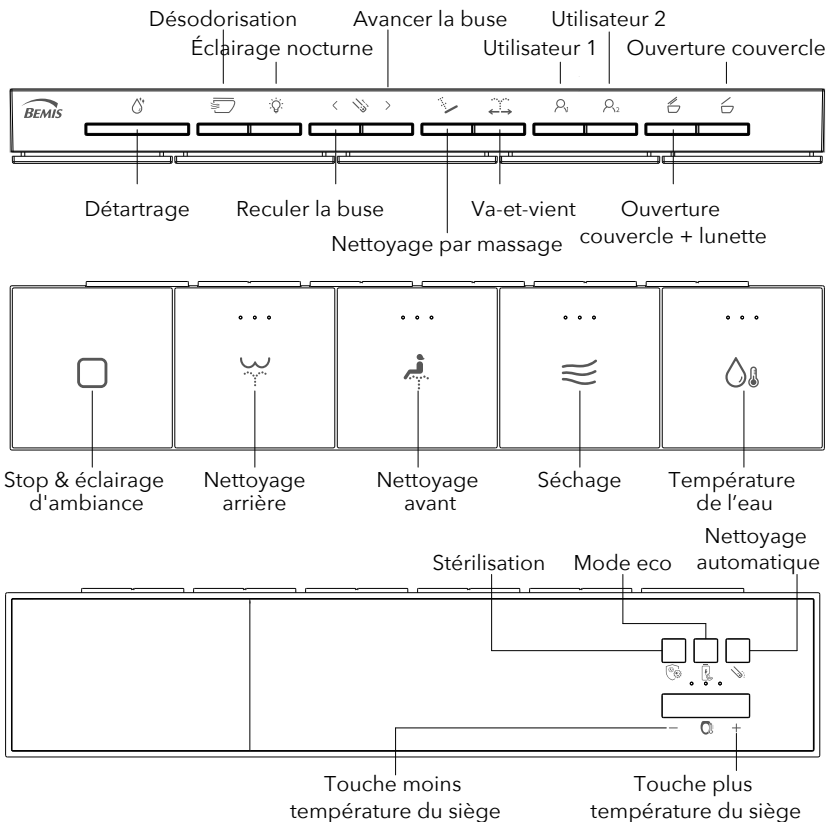 Désodorisation Avancer la buse Utilisateur 2
Éclairage nocturne Utilisateur 1 Ouverture couvercle
BEMIS
< >
1 2
Détartrage Reculer la buse Va-et-vient Ouverture
couvercle + lunette
Nettoyage par massage
Stop & éclairage
d'ambiance
Nettoyage
arrière
Nettoyage
avant
Séchage
Température
de l'eau
Nettoyage
automatique
Stérilisation Mode eco
- +
Touche moins
température du siège
Touche plus
température du siège